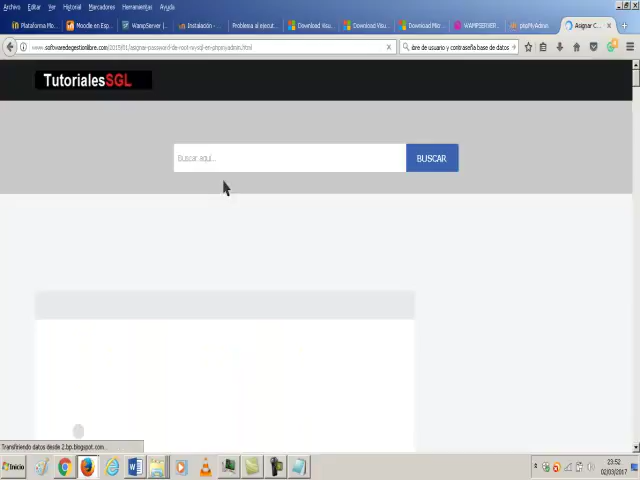 Archivo Editar Ver Historial Marcadores Herramientas Ayuda
Plataforma Mo... Moodle en Esp... WampServer Instalación -... Problema al ejecut... Download Visu... Download Visu... Download Micr... WAMPSERVER... phpMyAdmin Asignar C...
www.softwaredegestionlibre.com/2015/01/asignar-password-de-root-mysql-en-phpmyadmin.html
bre de usuario y contraseña base de datos
TutorialesSGL
Buscar aquí...
BUSCAR
Transfiriendo datos desde 2.bp.blogspot.com...
Inicio
23:52
02/03/2017